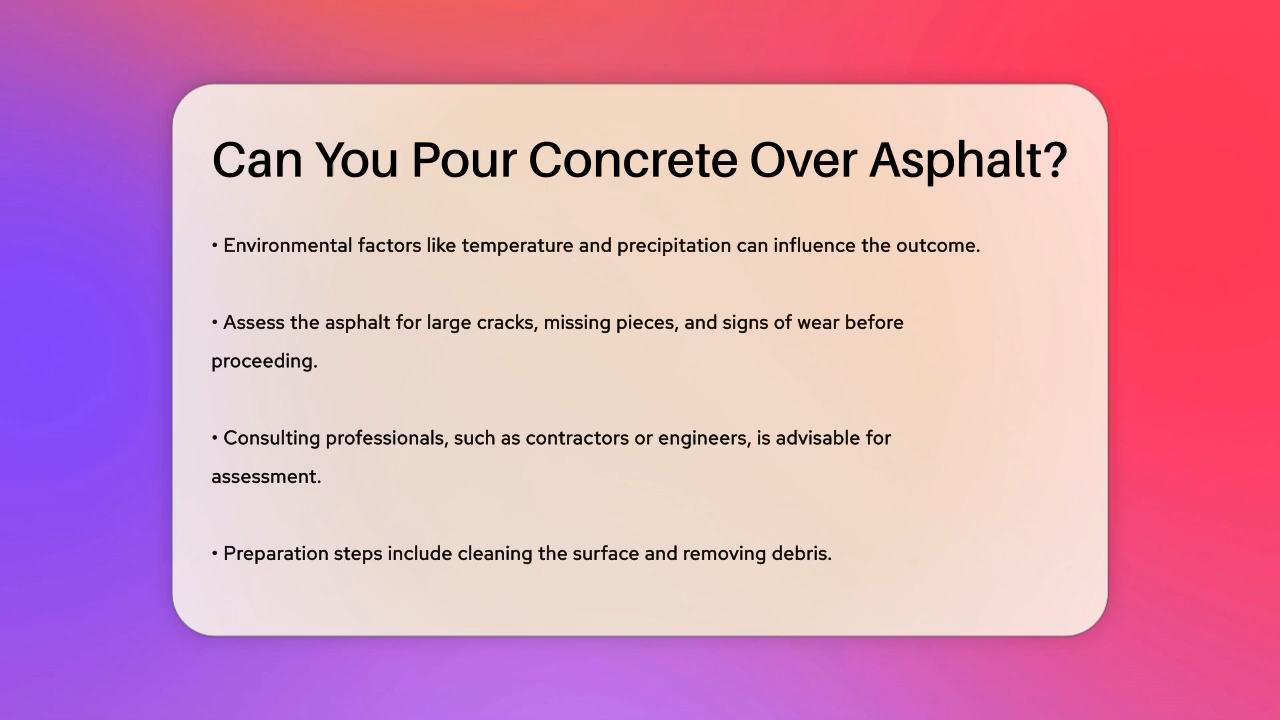 Can You Pour Concrete Over Asphalt?
• Environmental factors like temperature and precipitation can influence the outcome.
• Assess the asphalt for large cracks, missing pieces, and signs of wear before
proceeding.
• Consulting professionals, such as contractors or engineers, is advisable for
assessment.
• Preparation steps include cleaning the surface and removing debris.